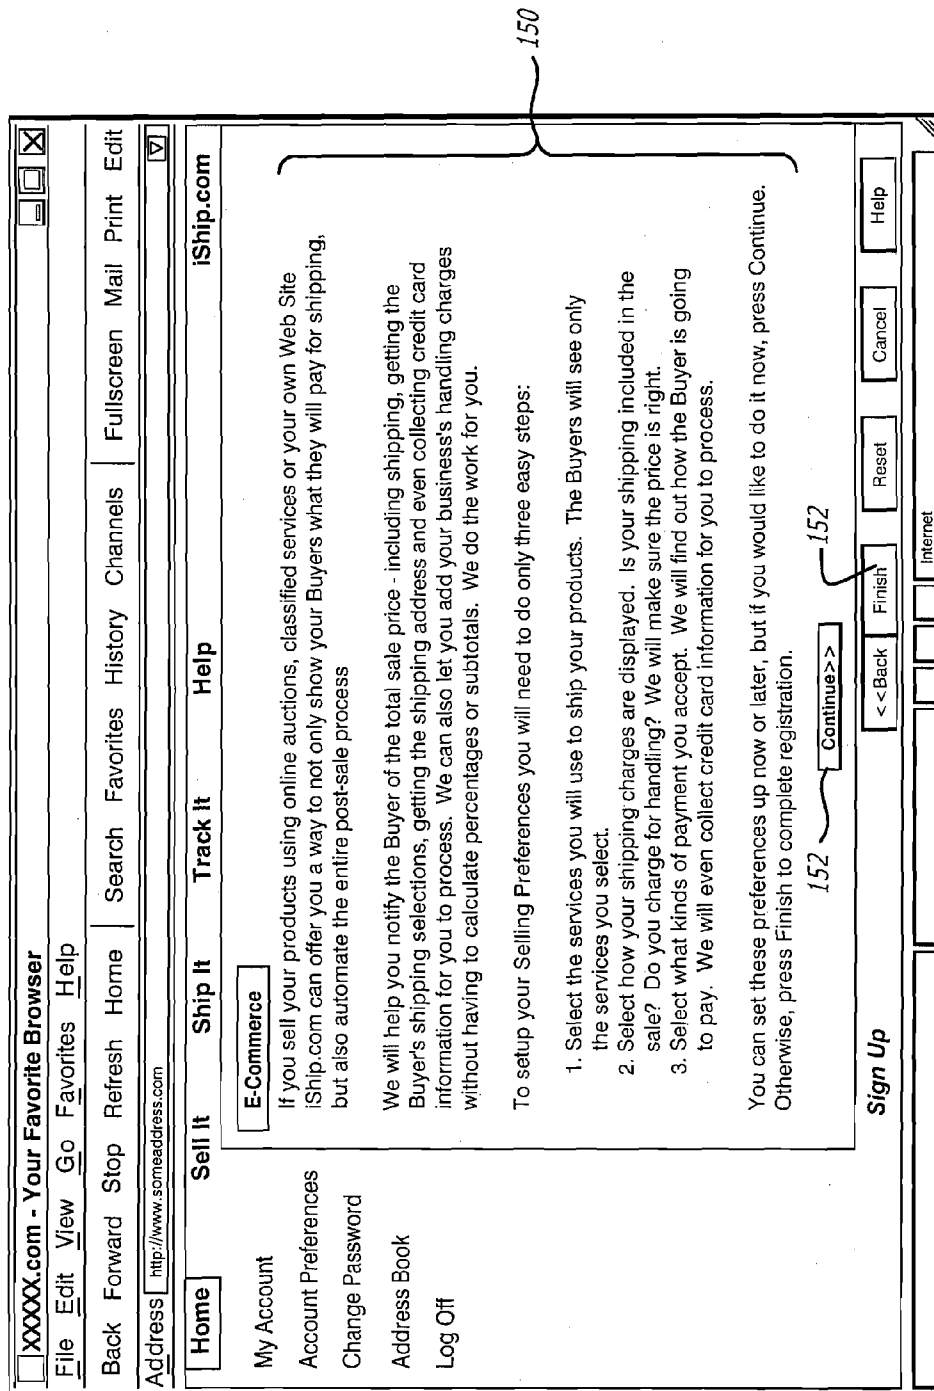 XXXXX.com - Your Favorite Browser
File Edit View Go Favorites Help
Back Forward Stop Refresh Home Search Favorites History Channels Fullscreen Mail Print Edit
Address http://www.someaddress.com
Home Sell It Ship It Track It Help iShip.com
My Account
Account Preferences
Change Password
Address Book
Log Off
E-Commerce
If you sell your products using online auctions, classified services or your own Web Site
iShip.com can offer you a way to not only show your Buyers what they will pay for shipping,
but also automate the entire post-sale process
We will help you notify the Buyer of the total sale price - including shipping, getting the
Buyer's shipping selections, getting the shipping address and even collecting credit card
information for you to process. We can also let you add your business's handling charges
without having to calculate percentages or subtotals. We do the work for you.
To setup your Selling Preferences you will need to do only three easy steps:
1. Select the services you will use to ship your products. The Buyers will see only
the services you select.
2. Select how your shipping charges are displayed. Is your shipping included in the
sale? Do you charge for handling? We will make sure the price is right.
3. Select what kinds of payment you accept. We will find out how the Buyer is going
to pay. We will even collect credit card information for you to process.
You can set these preferences up now or later, but if you would like to do it now, press Continue.
Otherwise, press Finish to complete registration.
150
152 Continue>> 152
Sign Up <<Back Finish Reset Cancel Help
Internet